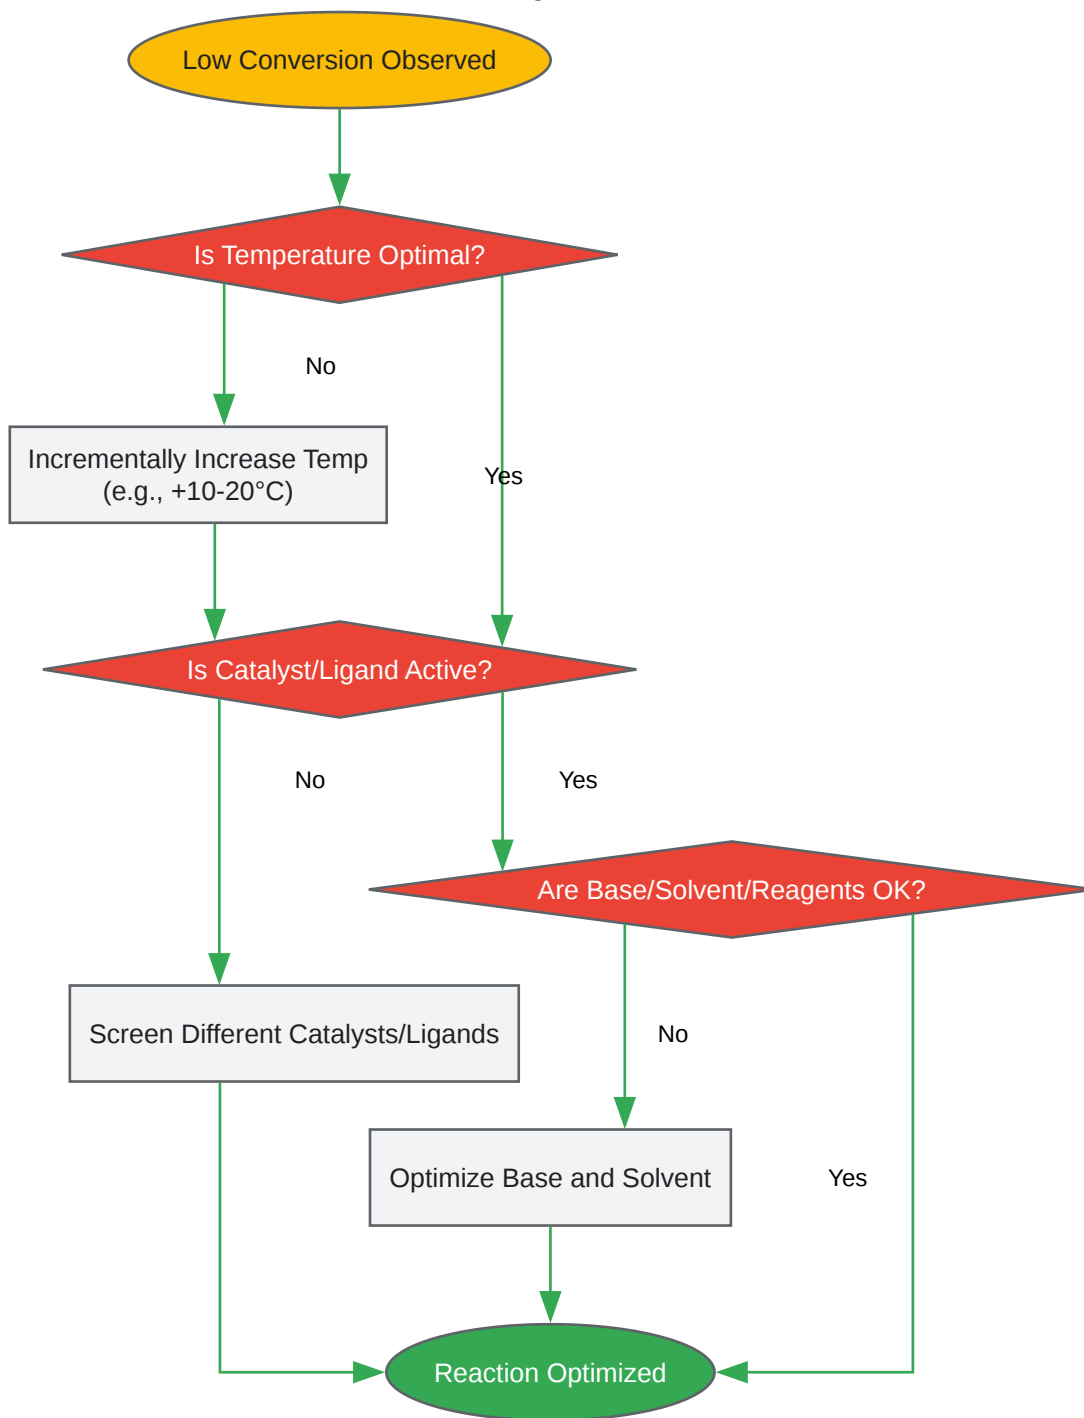 Low Conversion Observed
Is Temperature Optimal?
No
Incrementally Increase Temp
(e.g., +10-20°C)
Yes
Is Catalyst/Ligand Active?
No
Yes
Are Base/Solvent/Reagents OK?
Screen Different Catalysts/Ligands
No
Optimize Base and Solvent
Yes
Reaction Optimized